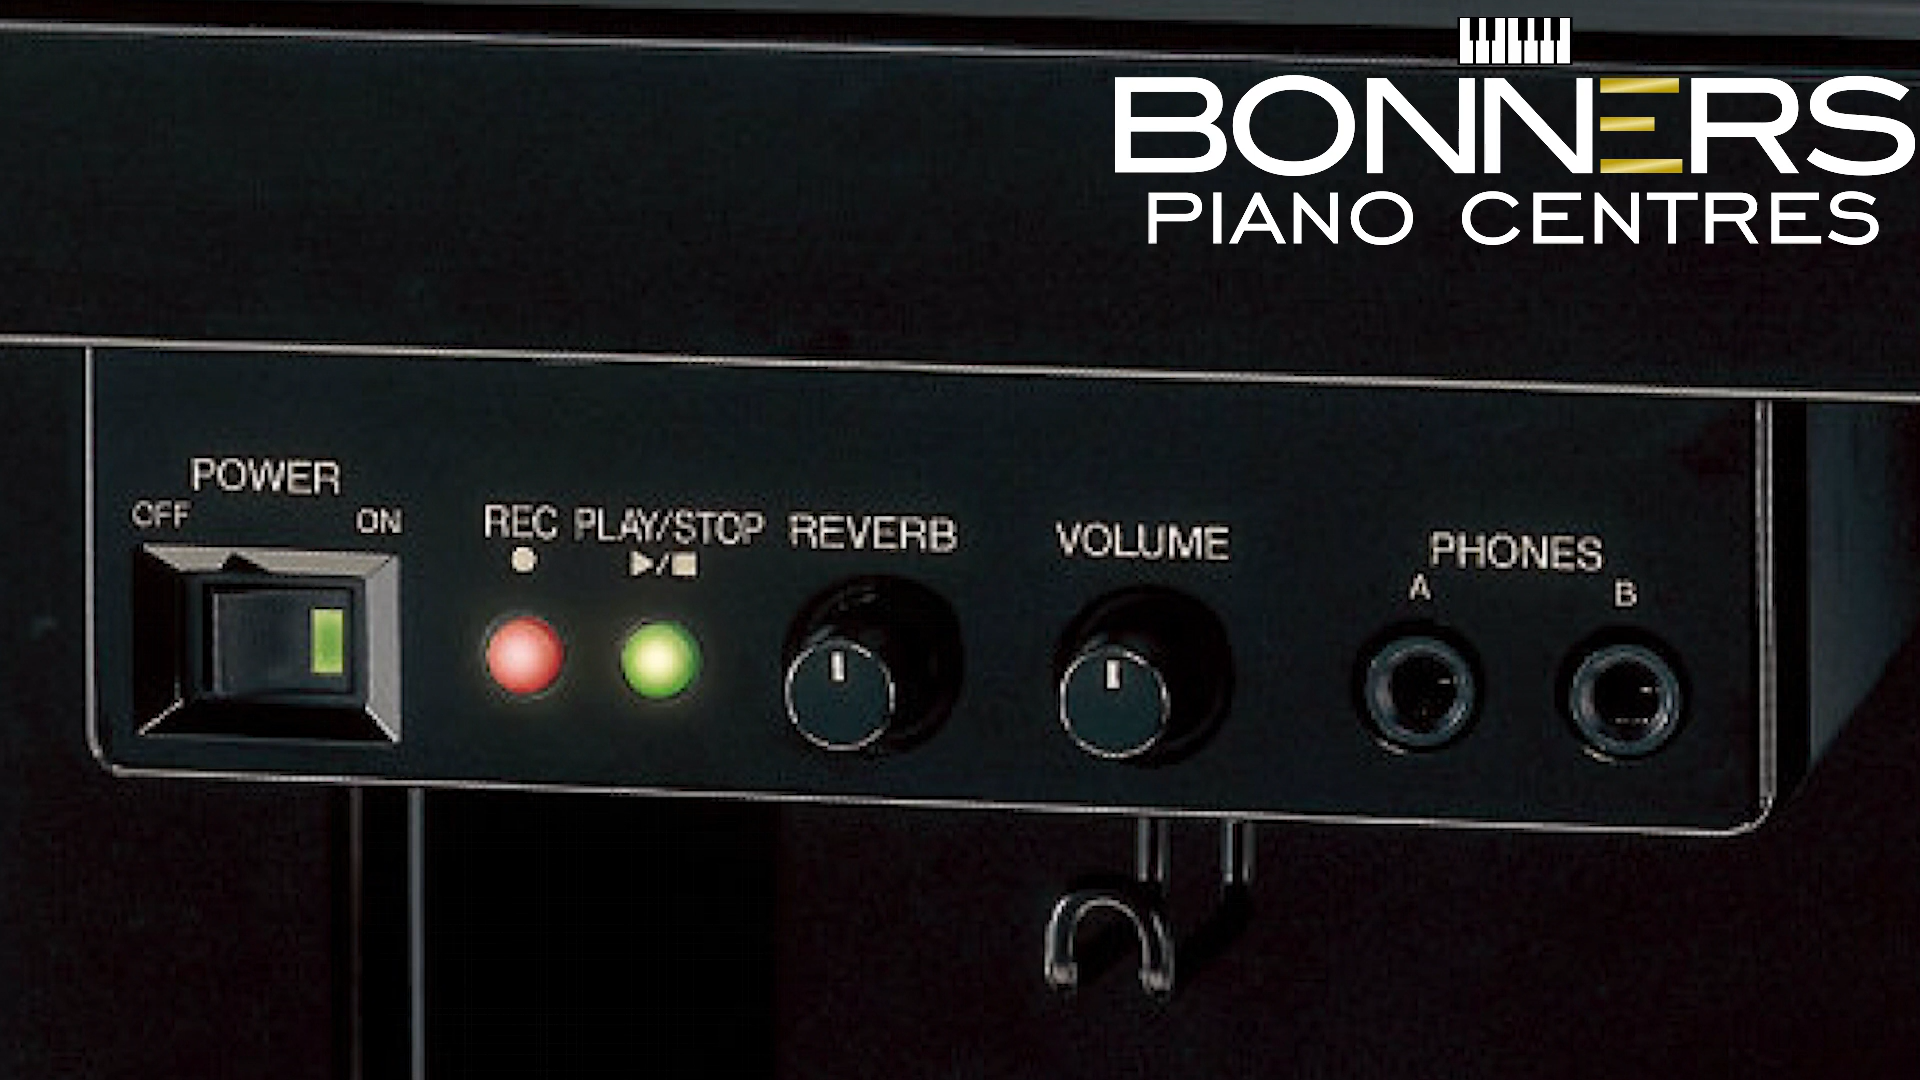 BONNERS
PIANO CENTRES
POWER
OFF ON
REC PLAY/STOP REVERB VOLUME PHONES
A B